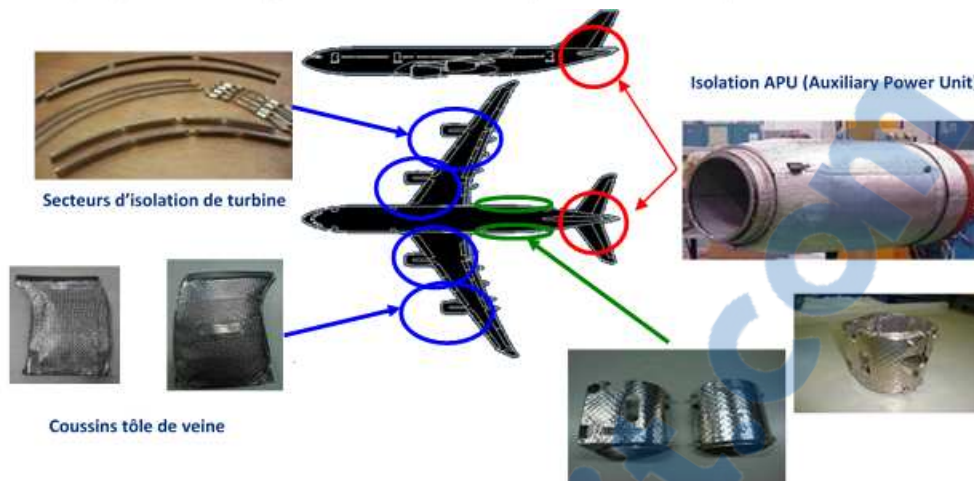 Isolation APU (Auxiliary Power Unit)
Secteurs d'isolation de turbine
Coussins tôle de veine